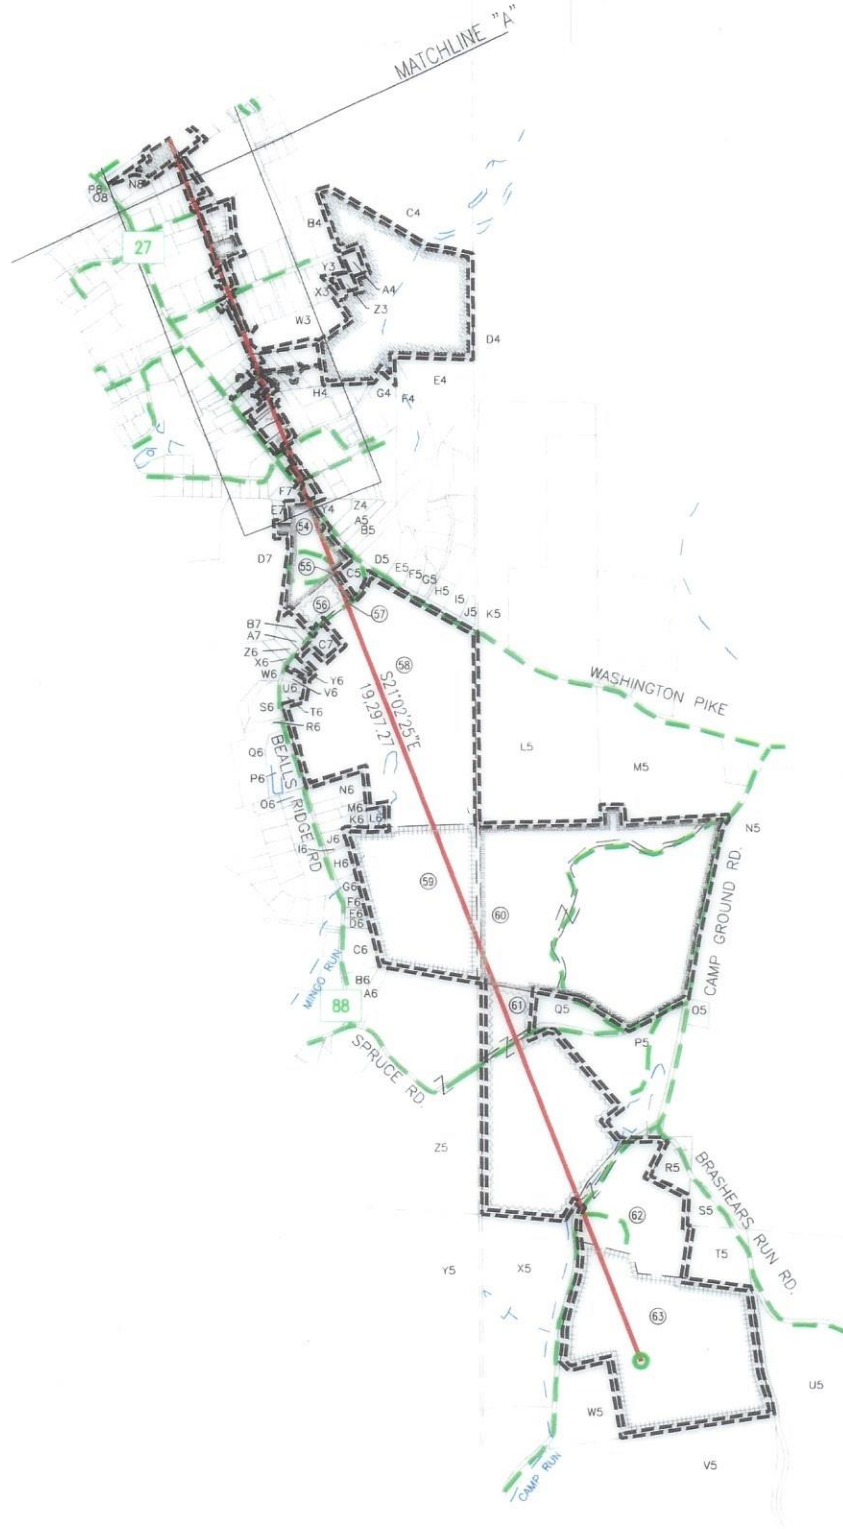 MATCHLINE "A"
P8
O8
N8
27
B4
C4
Y3
X3
A4
Z3
W3
D4
E4
H4
G4
F4
F7
E7
Y4
Z4
54
A5
B5
D7
55
C5
D5
E5
F5
G5
H5
I5
J5
K5
56
57
B7
A7
Z6
X6
W6
C7
58
Y6
V6
U6
T6
S6
R6
S21°02'25"E
19,297.27
WASHINGTON PIKE
Q6
P6
O6
BEALLS RIDGE RD
N6
M6
K6
L6
L5
M5
N5
J6
I6
H6
G6
F6
E6
D6
C6
B6
A6
59
60
CAMP GROUND RD.
MINGO RUN
88
SPRUCE RD.
61
Q5
O5
P5
Z5
R5
S5
T5
BRASHEARS RUN RD.
62
Y5
X5
63
U5
W5
V5
CAMP RUN